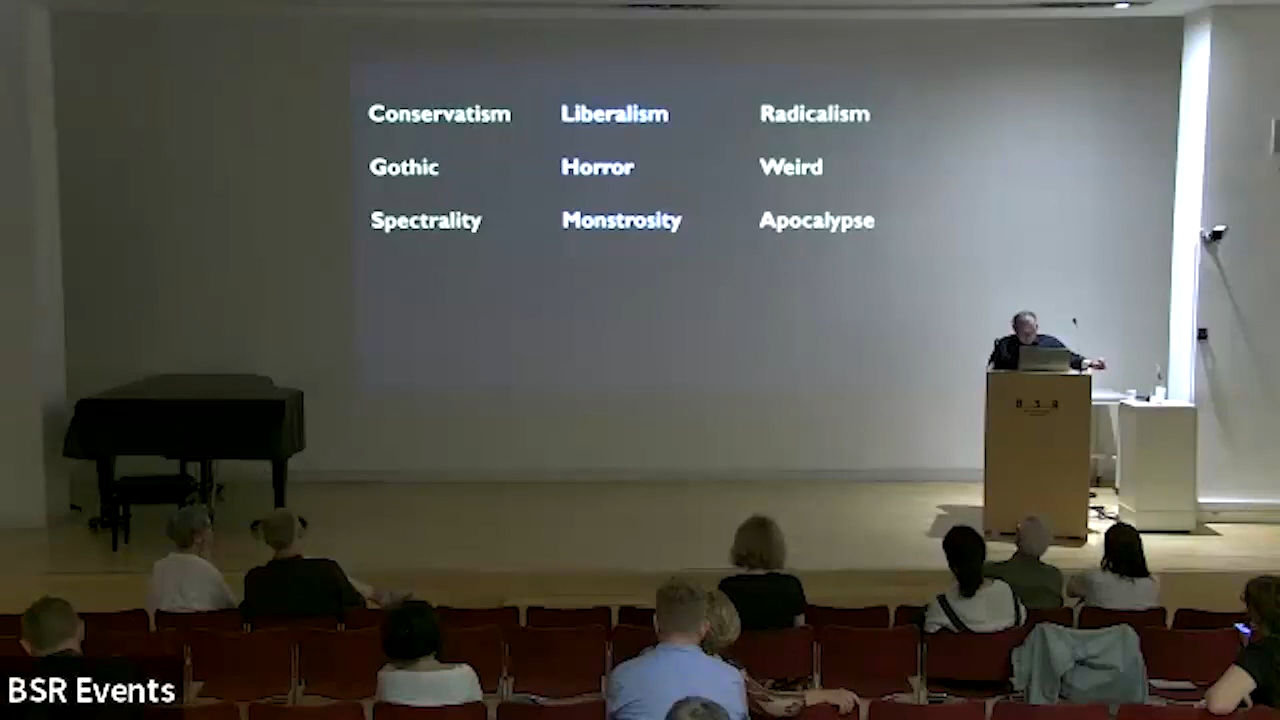 Conservatism Liberalism Radicalism
Gothic Horror Weird
Spectrality Monstrosity Apocalypse
B S R
BSR Events